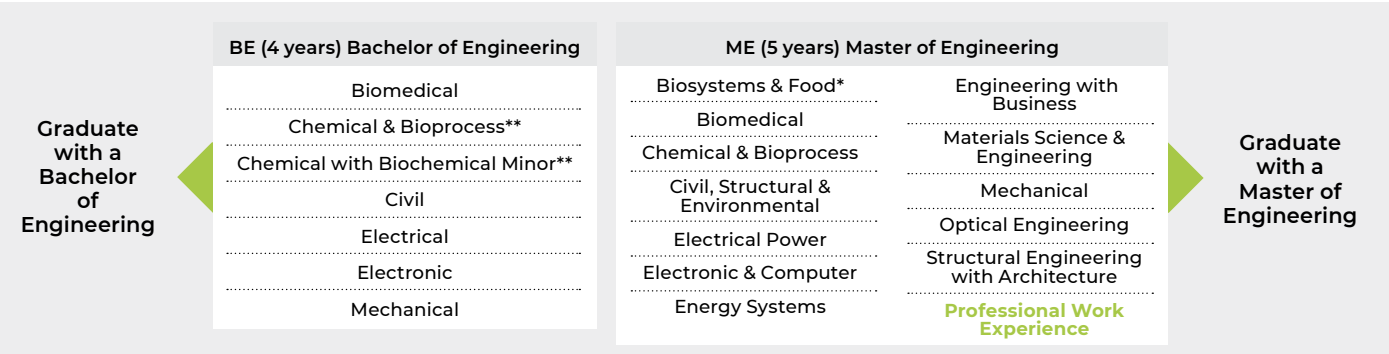 Graduate
with a
Bachelor
of
Engineering
BE (4 years) Bachelor of Engineering
Biomedical
Chemical & Bioprocess**
Chemical with Biochemical Minor**
Civil
Electrical
Electronic
Mechanical
ME (5 years) Master of Engineering
Biosystems & Food*
Biomedical
Chemical & Bioprocess
Civil, Structural &
Environmental
Electrical Power
Electronic & Computer
Energy Systems
Engineering with
Business
Materials Science &
Engineering
Mechanical
Optical Engineering
Structural Engineering
with Architecture
Professional Work
Experience
Graduate
with a
Master of
Engineering